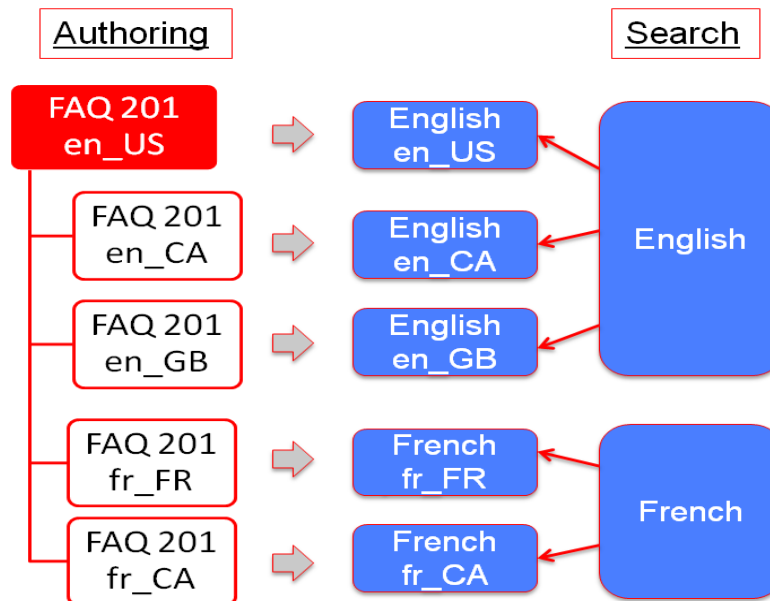 Authoring
Search
FAQ 201
en_US
English
en_US
FAQ 201
en_CA
English
en_CA
English
FAQ 201
en_GB
English
en_GB
FAQ 201
fr_FR
French
fr_FR
French
FAQ 201
fr_CA
French
fr_CA